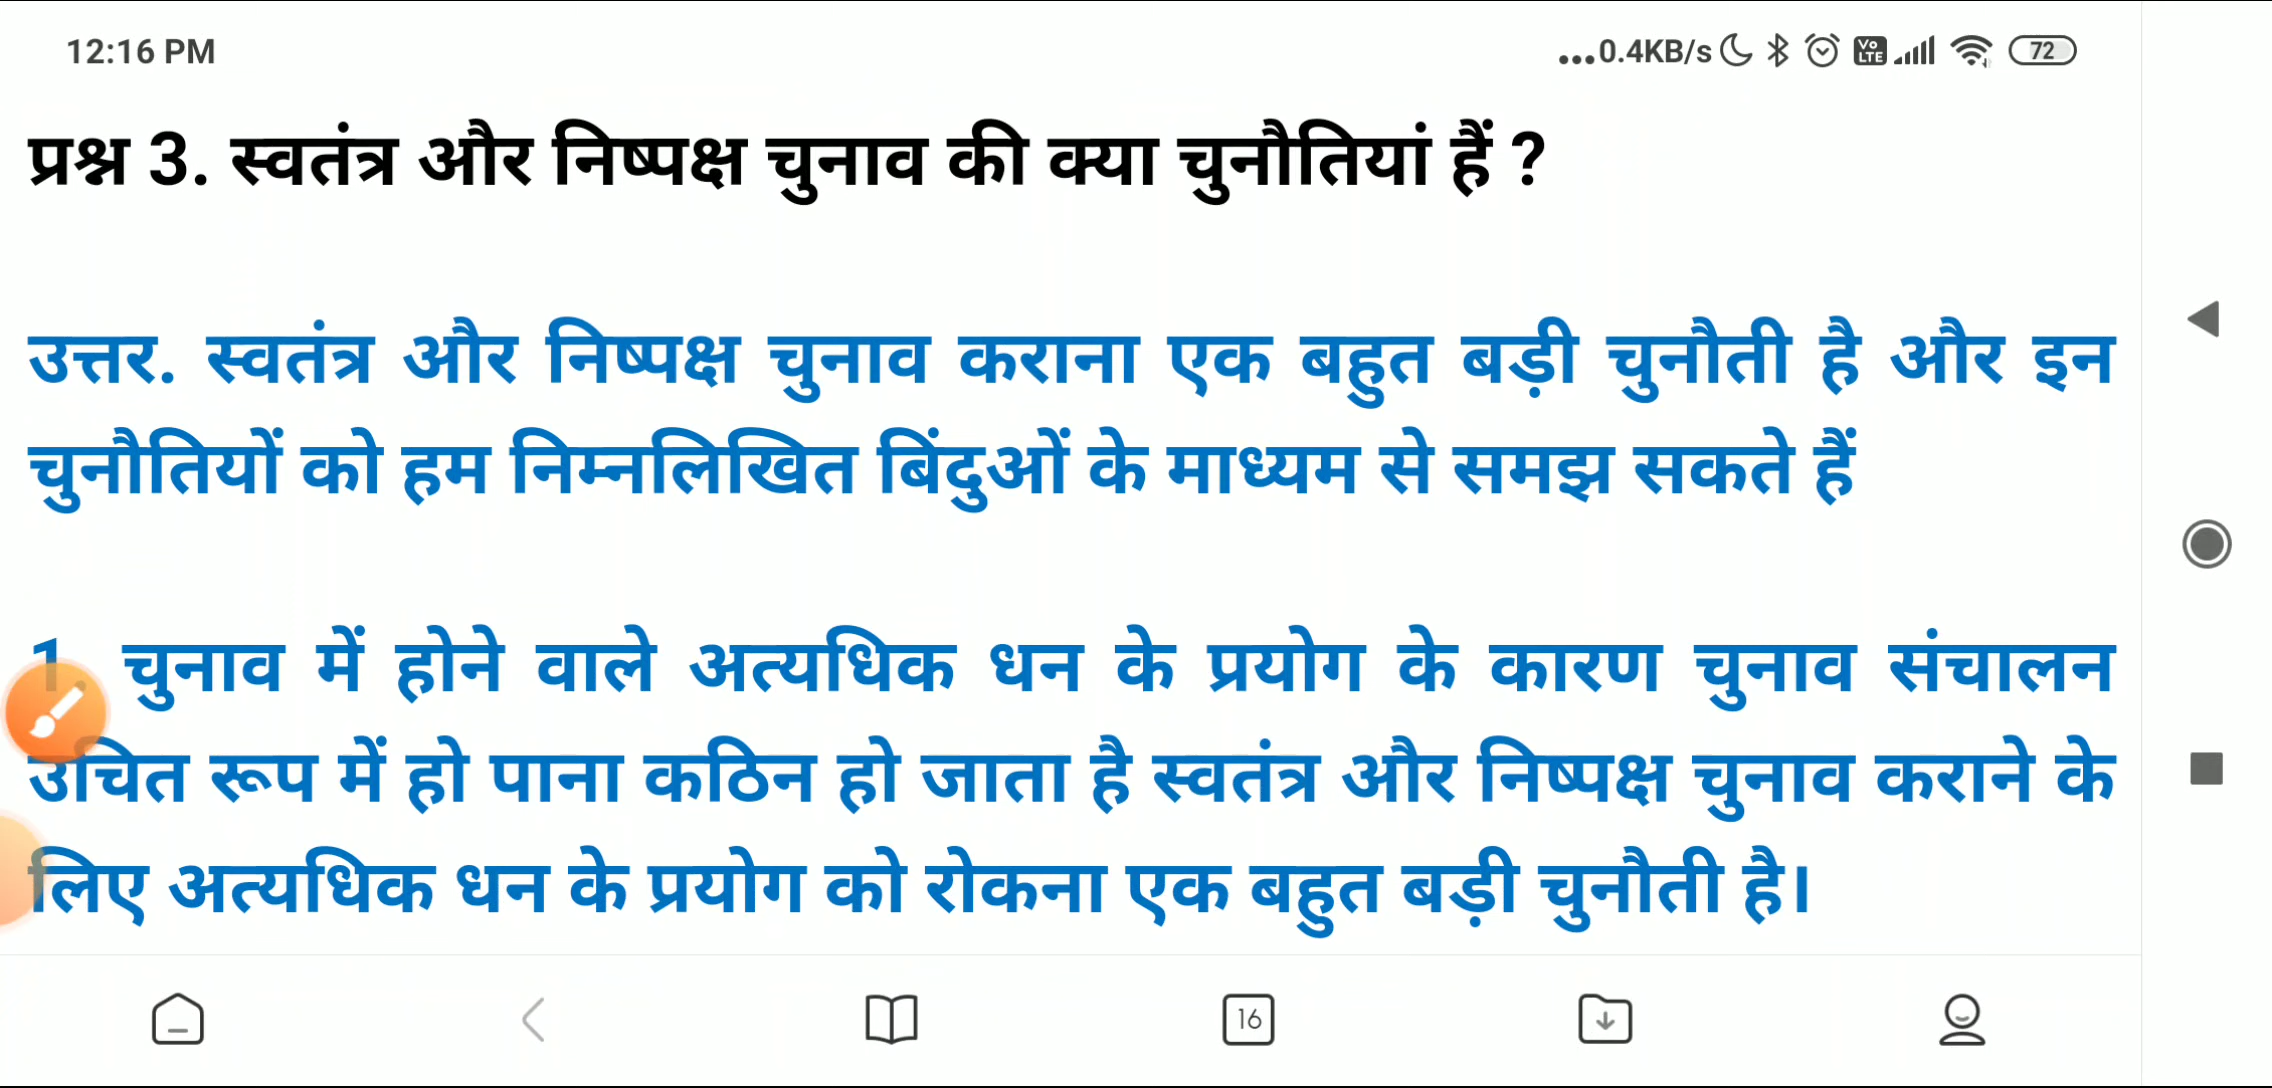 12:16 PM
...0.4KB/s Vo LTE 72
प्रश्न 3. स्वतंत्र और निष्पक्ष चुनाव की क्या चुनौतियां हैं ?
उत्तर. स्वतंत्र और निष्पक्ष चुनाव कराना एक बहुत बड़ी चुनौती है और इन
चुनौतियों को हम निम्नलिखित बिंदुओं के माध्यम से समझ सकते हैं
1. चुनाव में होने वाले अत्यधिक धन के प्रयोग के कारण चुनाव संचालन
उचित रूप में हो पाना कठिन हो जाता है स्वतंत्र और निष्पक्ष चुनाव कराने के
लिए अत्यधिक धन के प्रयोग को रोकना एक बहुत बड़ी चुनौती है।
16